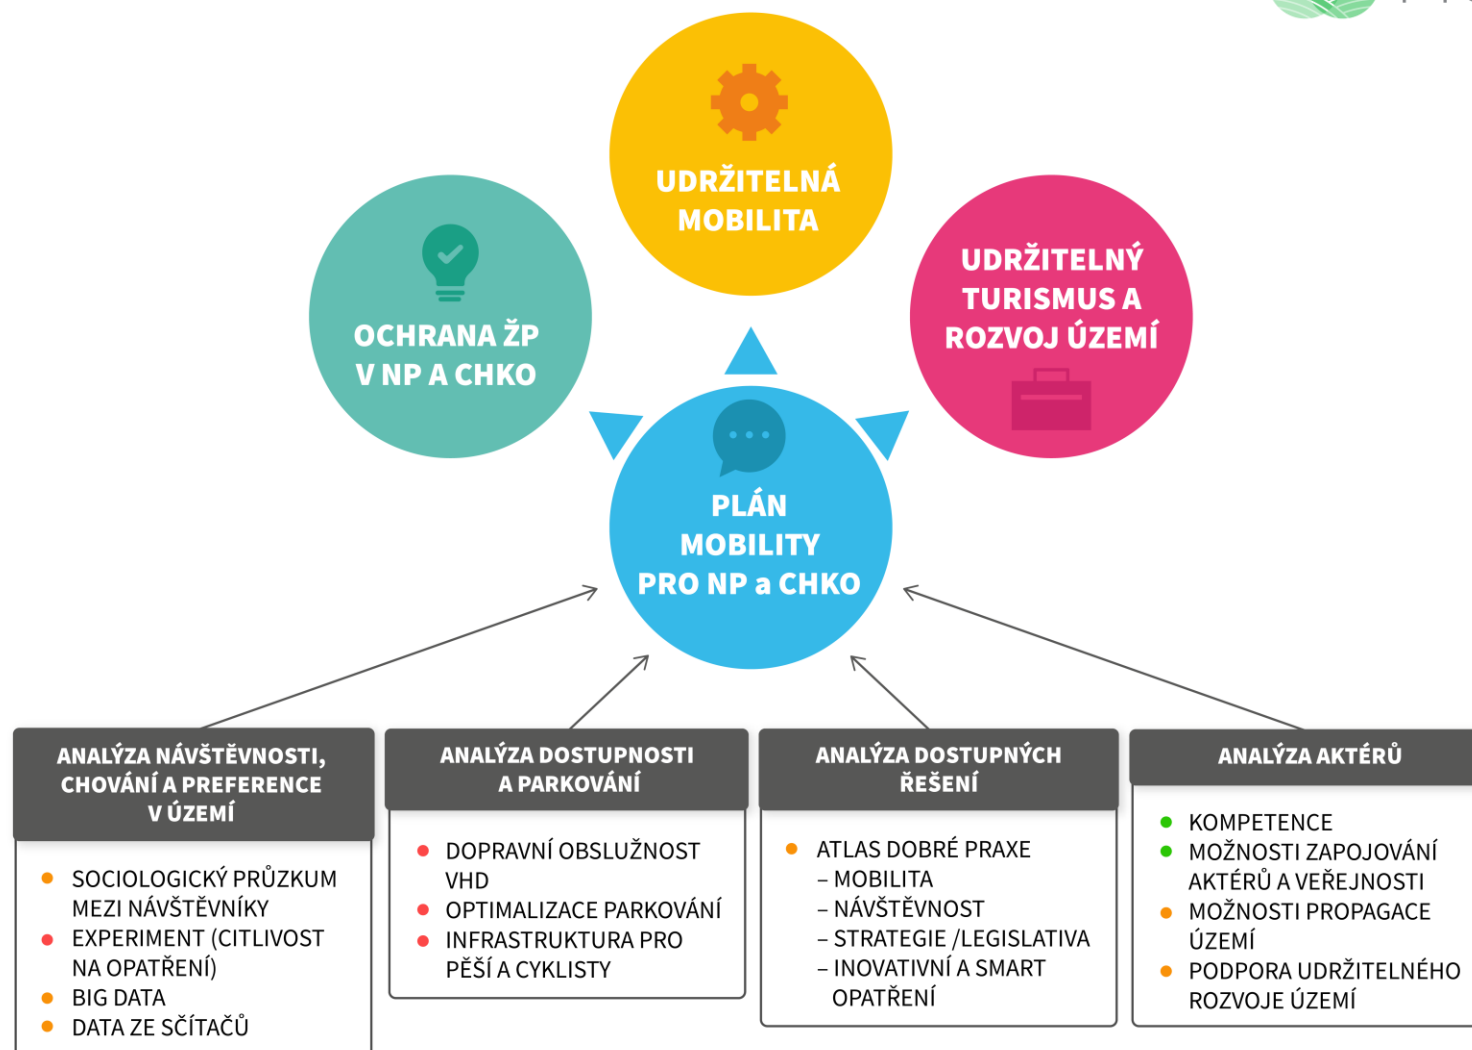 UDRŽITELNÁ
MOBILITA
OCHRANA ŽP
V NP A CHKO
UDRŽITELNÝ
TURISMUS A
ROZVOJ ÚZEMÍ
PLÁN
MOBILITY
PRO NP a CHKO
ANALÝZA NÁVŠTĚVNOSTI,
CHOVÁNÍ A PREFERENCE
V ÚZEMÍ
SOCIOLOGICKÝ PRŮZKUM
MEZI NÁVŠTĚVNÍKY
EXPERIMENT (CITLIVOST
NA OPATŘENÍ)
BIG DATA
DATA ZE SČÍTAČŮ
ANALÝZA DOSTUPNOSTI
A PARKOVÁNÍ
DOPRAVNÍ OBSLUŽNOST
VHD
OPTIMALIZACE PARKOVÁNÍ
INFRASTRUKTURA PRO
PĚŠÍ A CYKLISTY
ANALÝZA DOSTUPNÝCH
ŘEŠENÍ
ATLAS DOBRÉ PRAXE
– MOBILITA
– NÁVŠTĚVNOST
– STRATEGIE /LEGISLATIVA
– INOVATIVNÍ A SMART
OPATŘENÍ
ANALÝZA AKTÉRŮ
KOMPETENCE
MOŽNOSTI ZAPOJOVÁNÍ
AKTÉRŮ A VEŘEJNOSTI
MOŽNOSTI PROPAGACE
ÚZEMÍ
PODPORA UDRŽITELNÉHO
ROZVOJE ÚZEMÍ